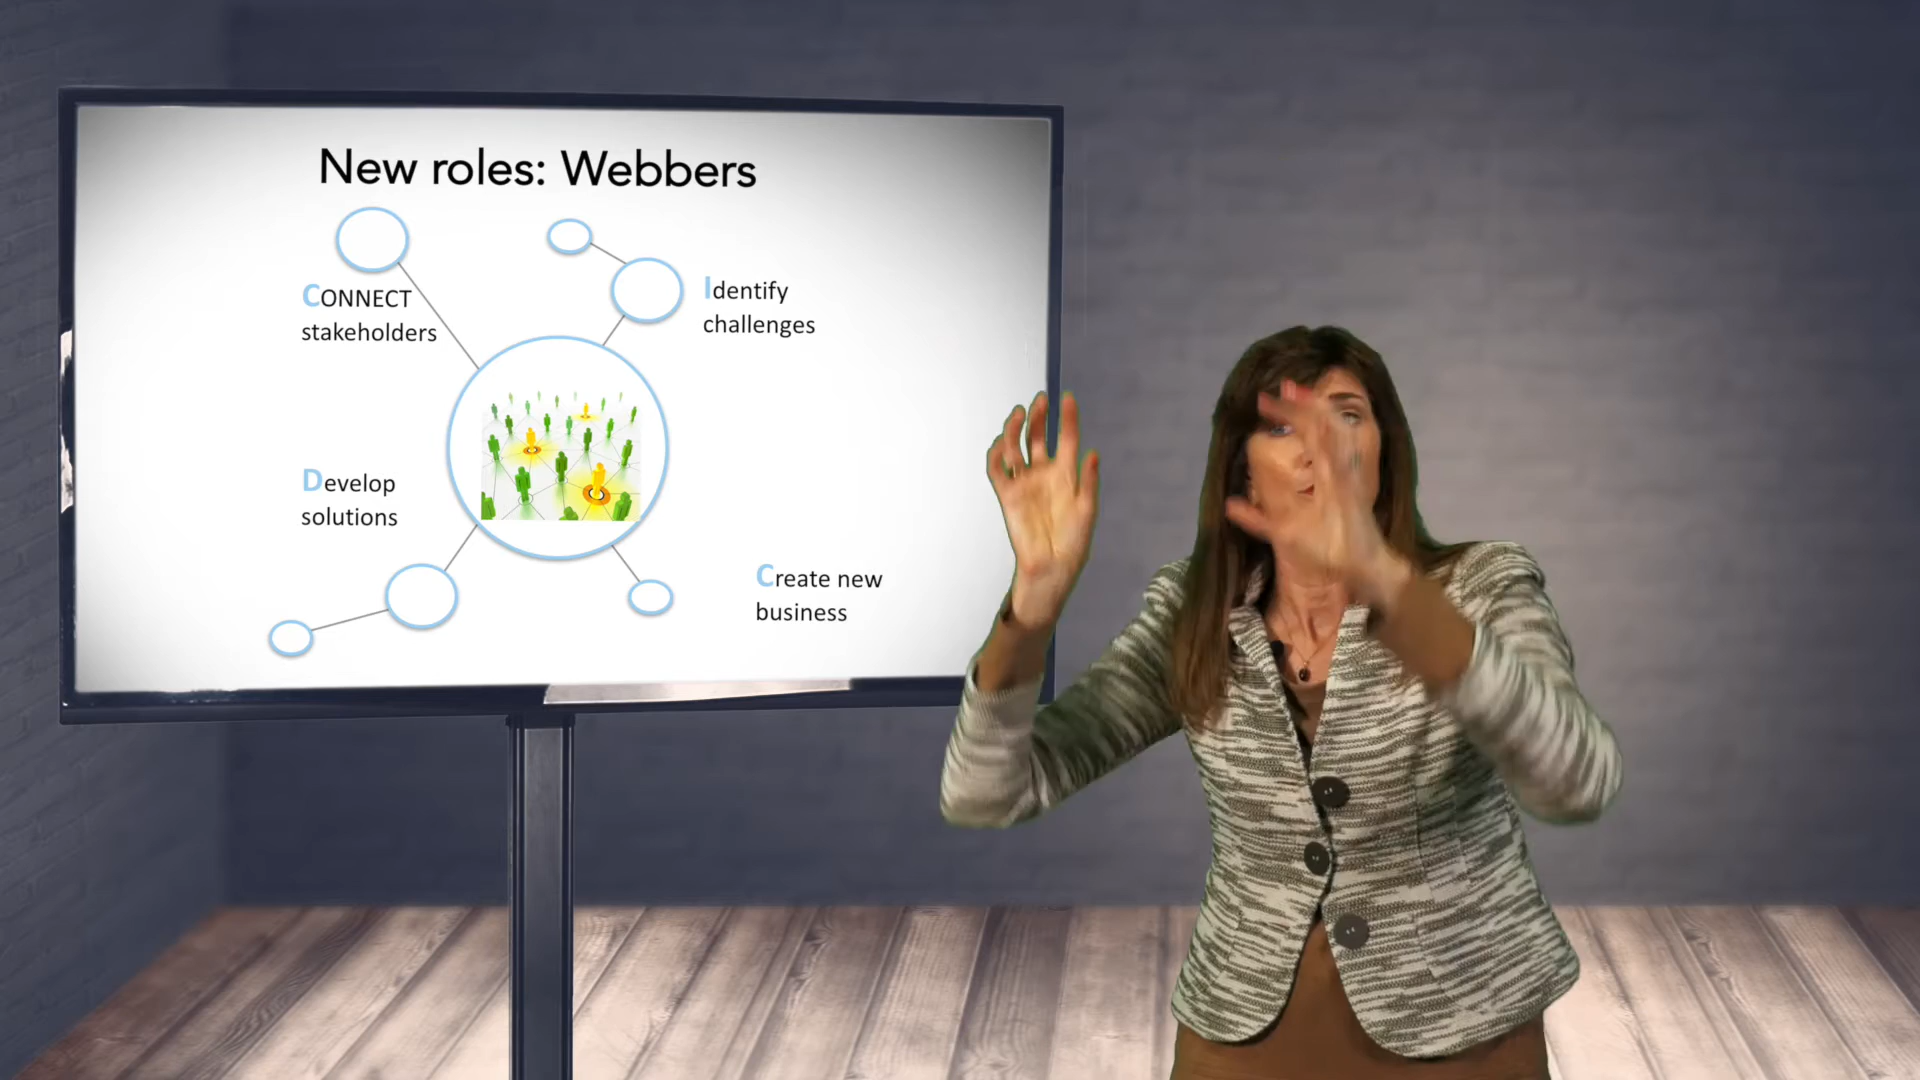 New roles: Webbers
CONNECT
stakeholders
Identify
challenges
Develop
solutions
Create new
business